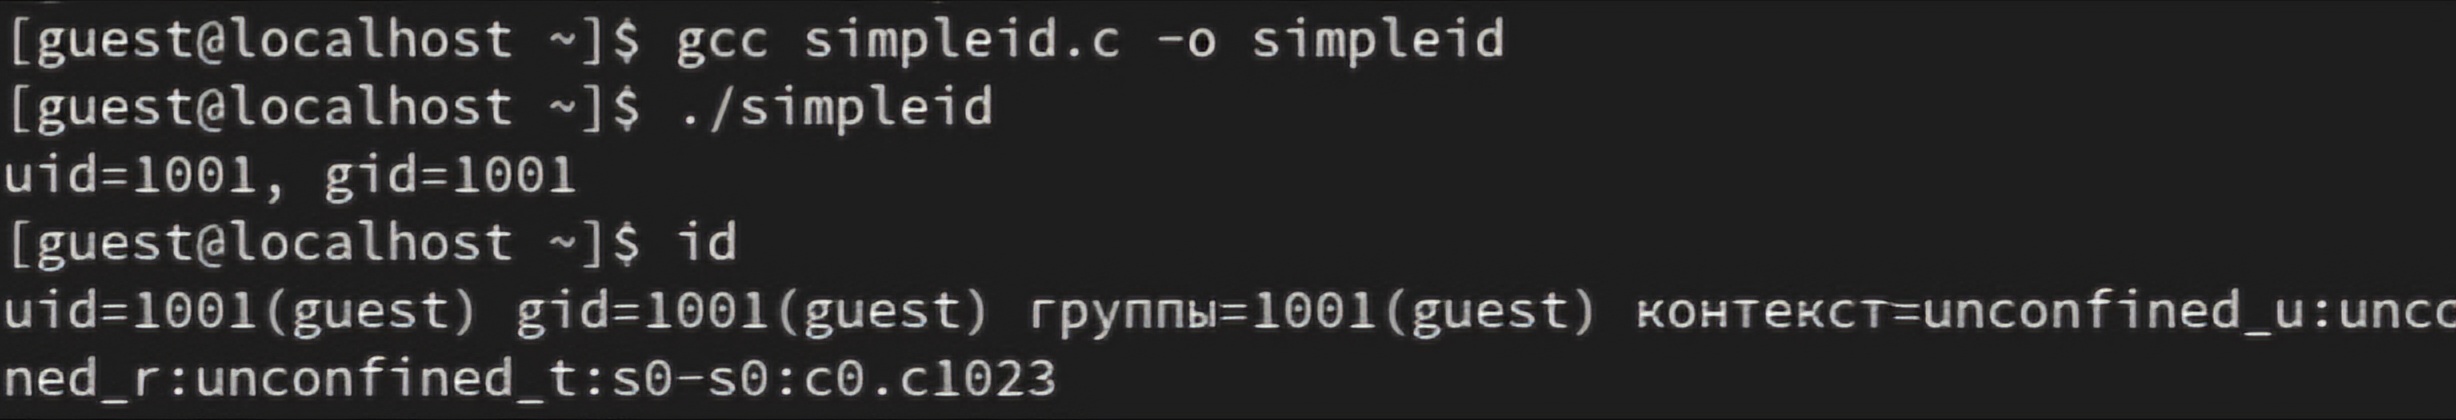 [guest@localhost ~]$ gcc simpleid.c -o simpleid
[guest@localhost ~]$ ./simpleid
uid=1001, gid=1001
[guest@localhost ~]$ id
uid=1001(guest) gid=1001(guest) группы=1001(guest) контекст=unconfined_u:unco
ned_r:unconfined_t:s0-s0:c0.c1023